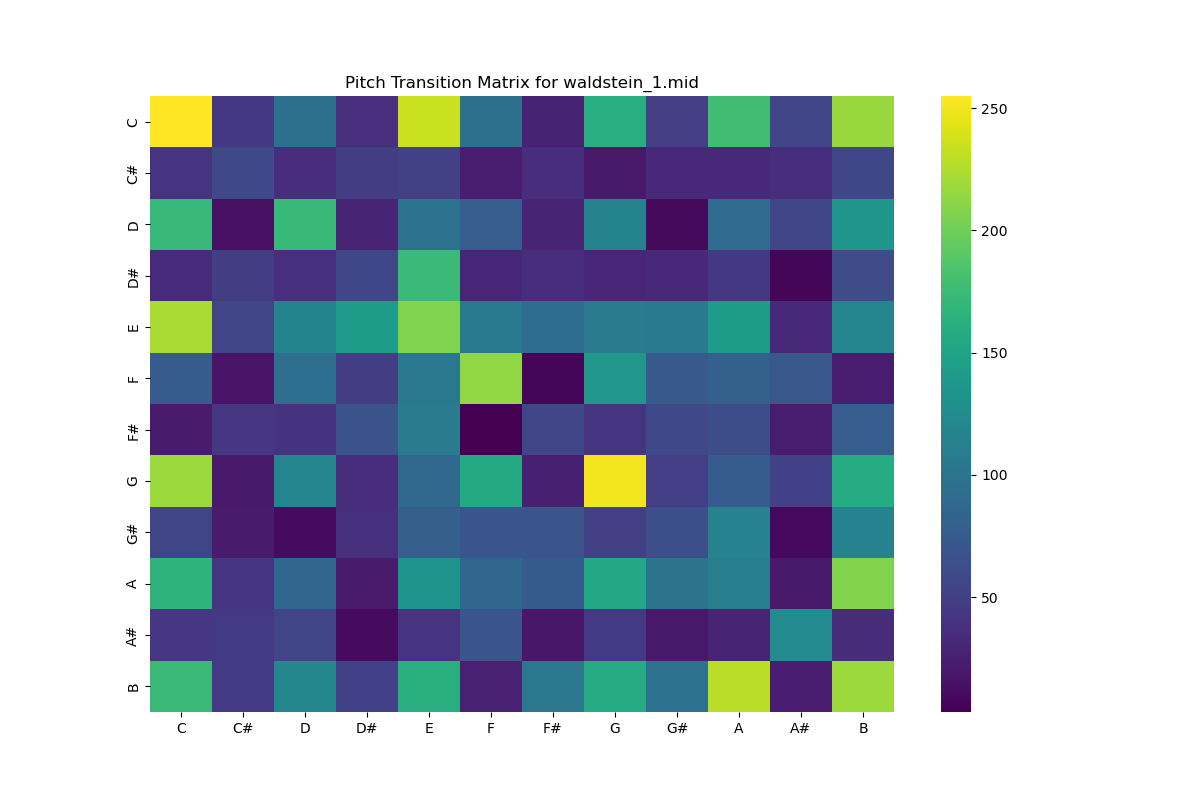 Pitch Transition Matrix for waldstein_1.mid
C
C#
D
D#
E
F
F#
G
G#
A
A#
B
C C# D D# E F F# G G# A A# B
250
200
150
100
50